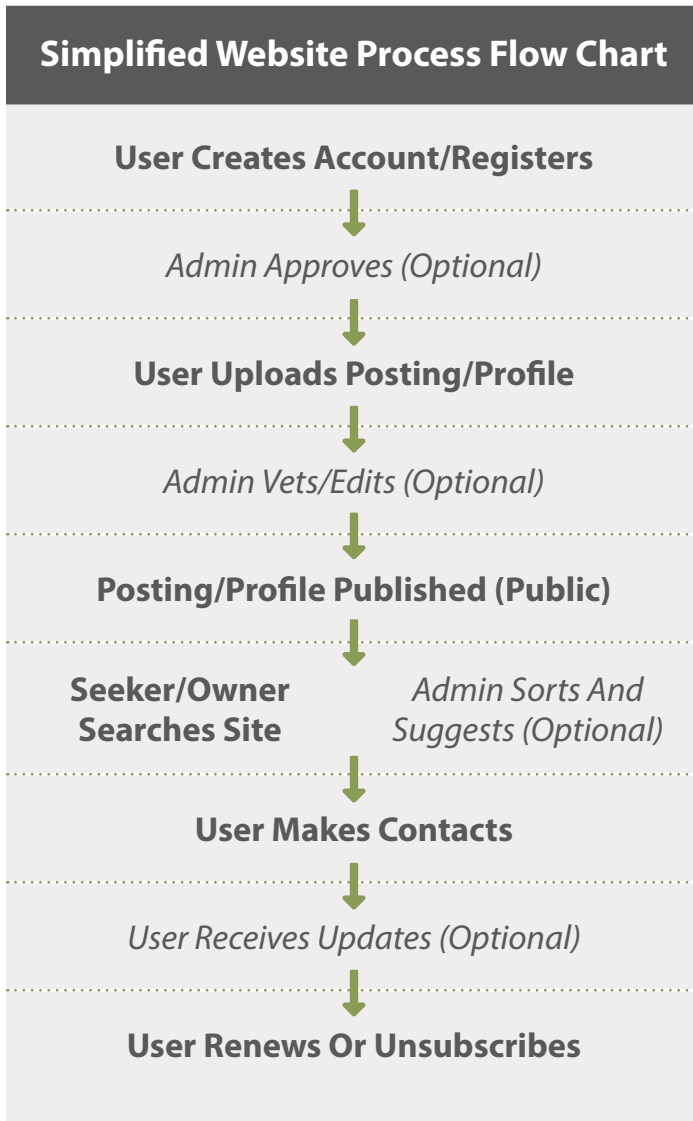 Simplified Website Process Flow Chart
User Creates Account/Registers
Admin Approves (Optional)
User Uploads Posting/Profile
Admin Vets/Edits (Optional)
Posting/Profile Published (Public)
Seeker/Owner
Searches Site
Admin Sorts And
Suggests (Optional)
User Makes Contacts
User Receives Updates (Optional)
User Renews Or Unsubscribes